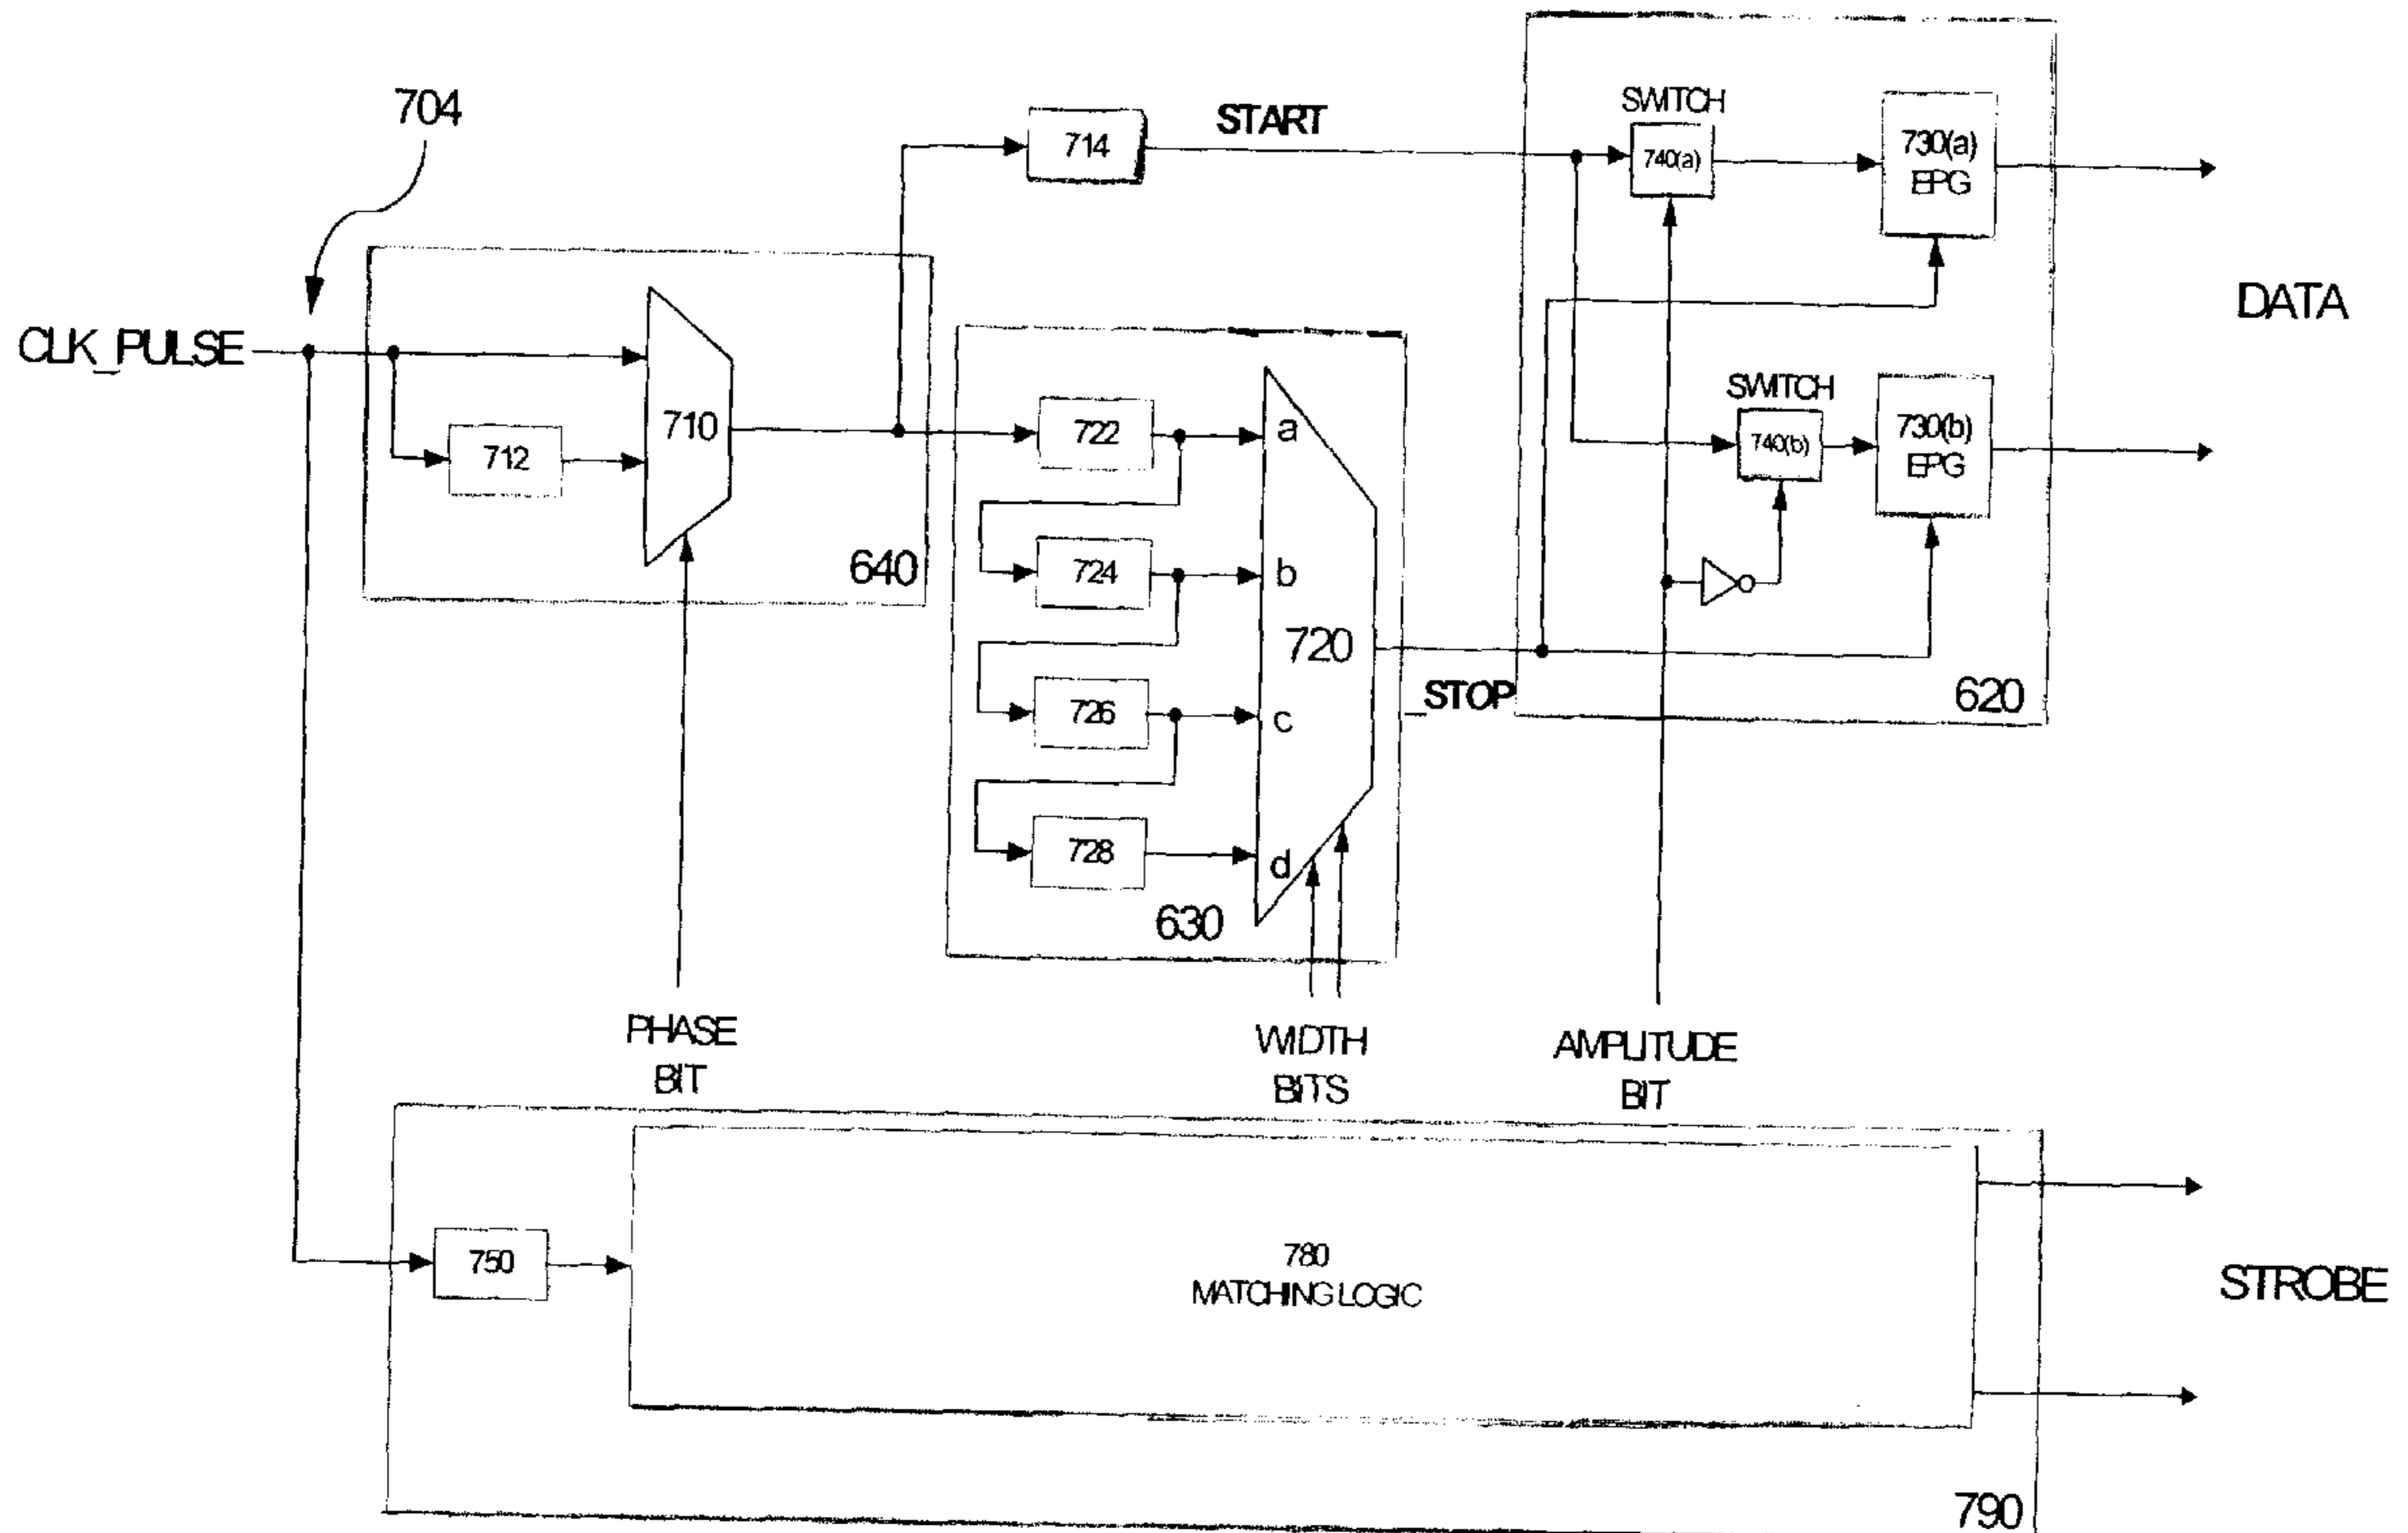 704
CLK_PULSE
712
710
640
714
START
722
724
726
728
a
b
c
d
720
630
STOP
SWITCH
740(a)
730(a)
EPG
SWITCH
740(b)
730(b)
EPG
620
DATA
PHASE
BIT
WIDTH
BITS
AMPLITUDE
BIT
750
780
MATCHING LOGIC
STROBE
790